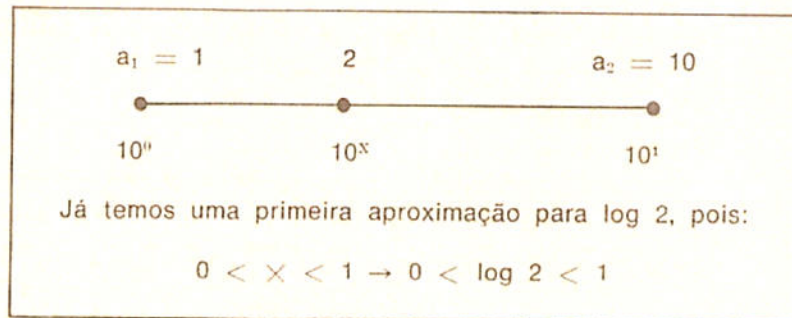 a₁ = 1 2 a₂ = 10
10⁰ 10ˣ 10¹
Já temos uma primeira aproximação para log 2, pois:
0 < x < 1 → 0 < log 2 < 1